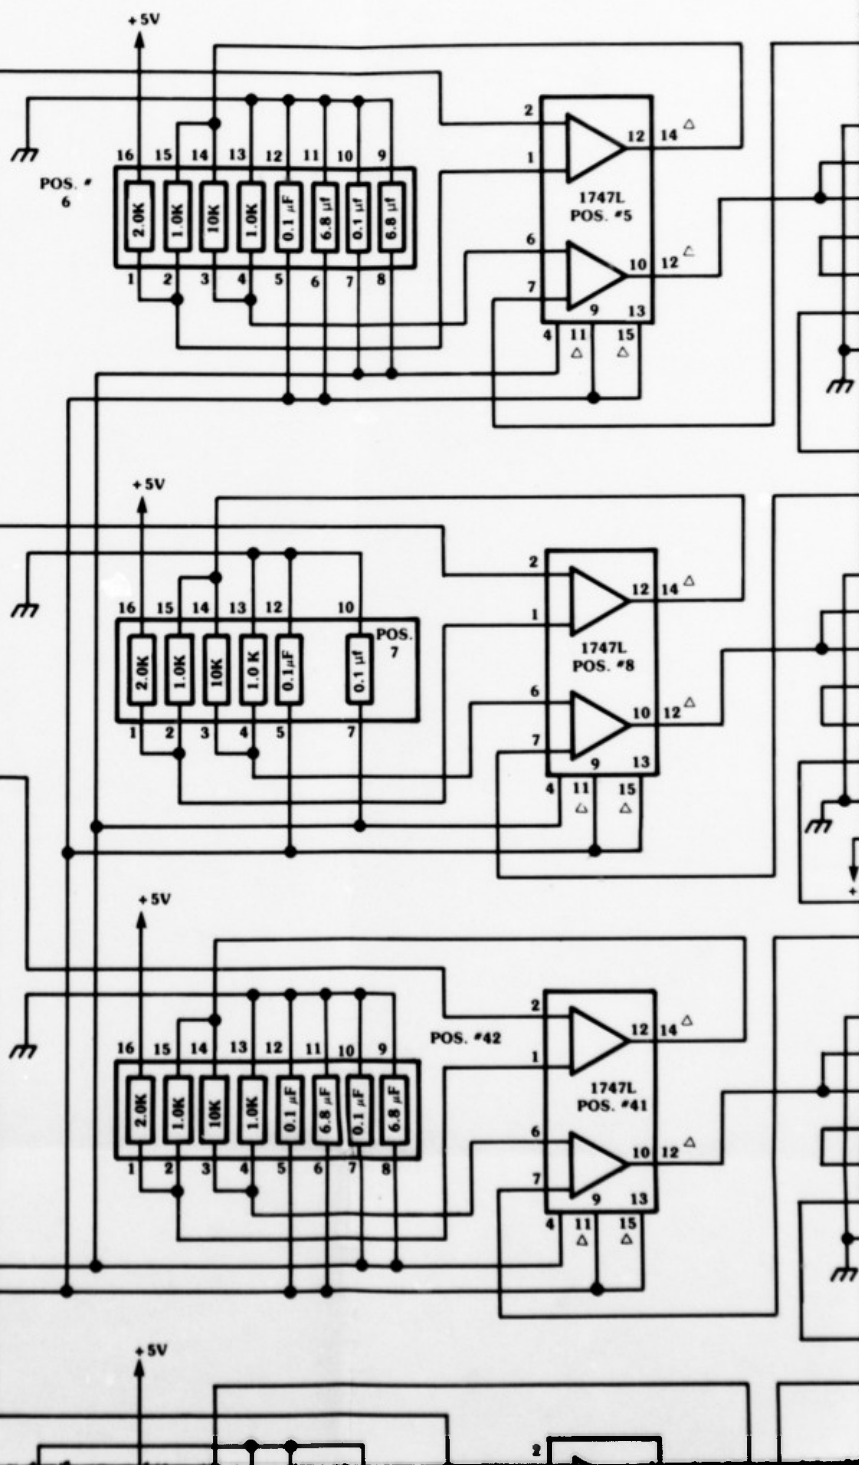 +5V
2
16 15 14 13 12 11 10 9
12 14 △
1
POS. #
6
2.0K 1.0K 10K 1.0K 0.1 µF 6.8 µf 0.1 µf 6.8 µf
1747L
POS. #5
6
10 12 △
1 2 3 4 5 6 7 8
7
9 13
4 11 15
△ △
+5V
2
12 14 △
16 15 14 13 12 10
1
POS.
7
2.0K 1.0K 10K 1.0 K 0.1µF 0.1 µf
1747L
POS. #8
6
10 12 △
1 2 3 4 5 7
7
9 13
4 11 15
△ △
+
+5V
2
12 14 △
POS. #42
16 15 14 13 12 11 10 9
1
2.0K 1.0K 10K 1.0K 0.1 µF 6.8 µF 0.1 µF 6.8 µF
1747L
POS. #41
6
10 12 △
1 2 3 4 5 6 7 8
7
9 13
4 11 15
△ △
+5V
2